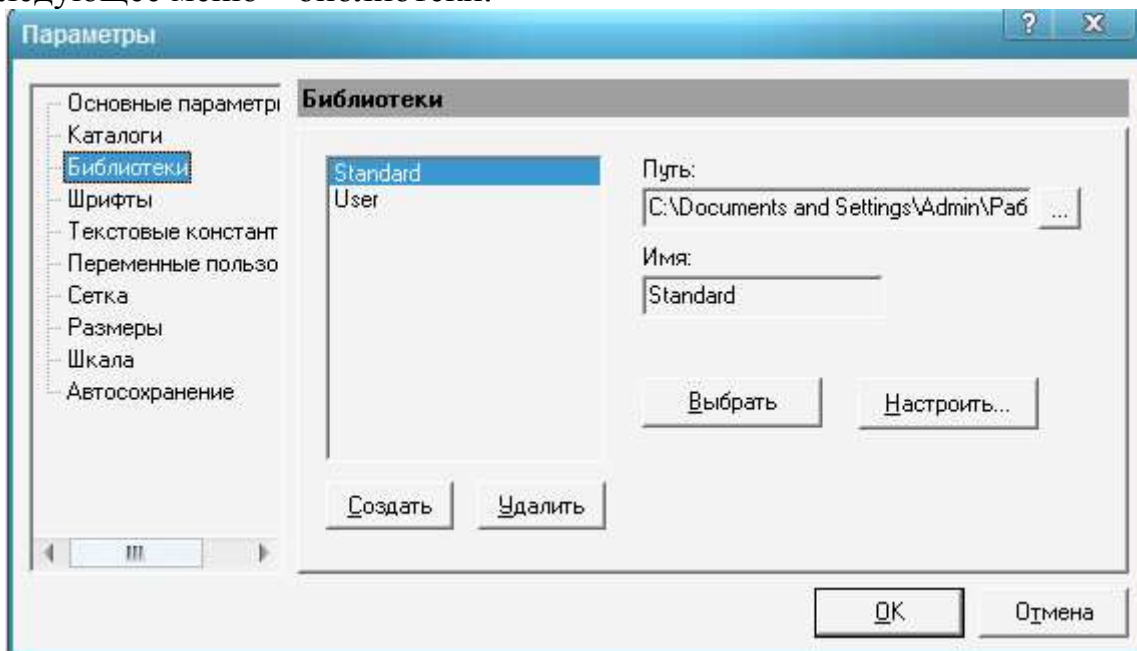 Параметры
Основные параметры
Каталоги
Библиотеки
Шрифты
Текстовые констант
Переменные пользо
Сетка
Размеры
Шкала
Автосохранение
Библиотеки
Standard
User
Путь:
C:\Documents and Settings\Admin\Раб
...
Имя:
Standard
Выбрать
Настроить...
Создать
Удалить
OK
Отмена